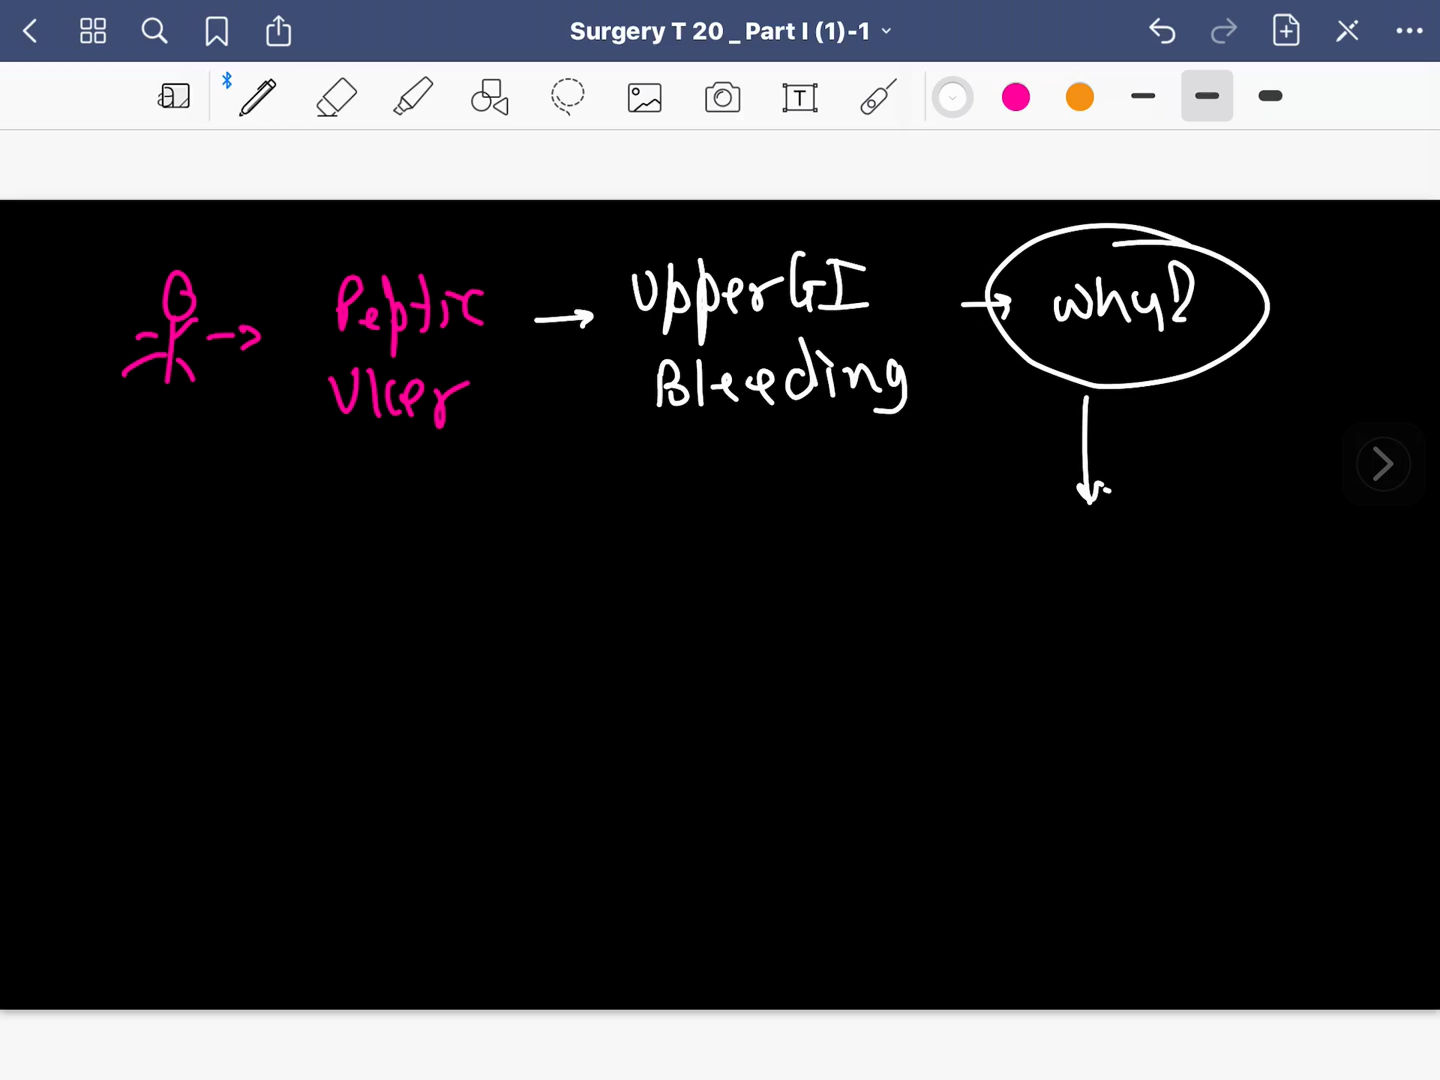 Surgery T 20 _ Part I (1)-1
T
Peptic → Upper GI → why?
Ulcer Bleeding